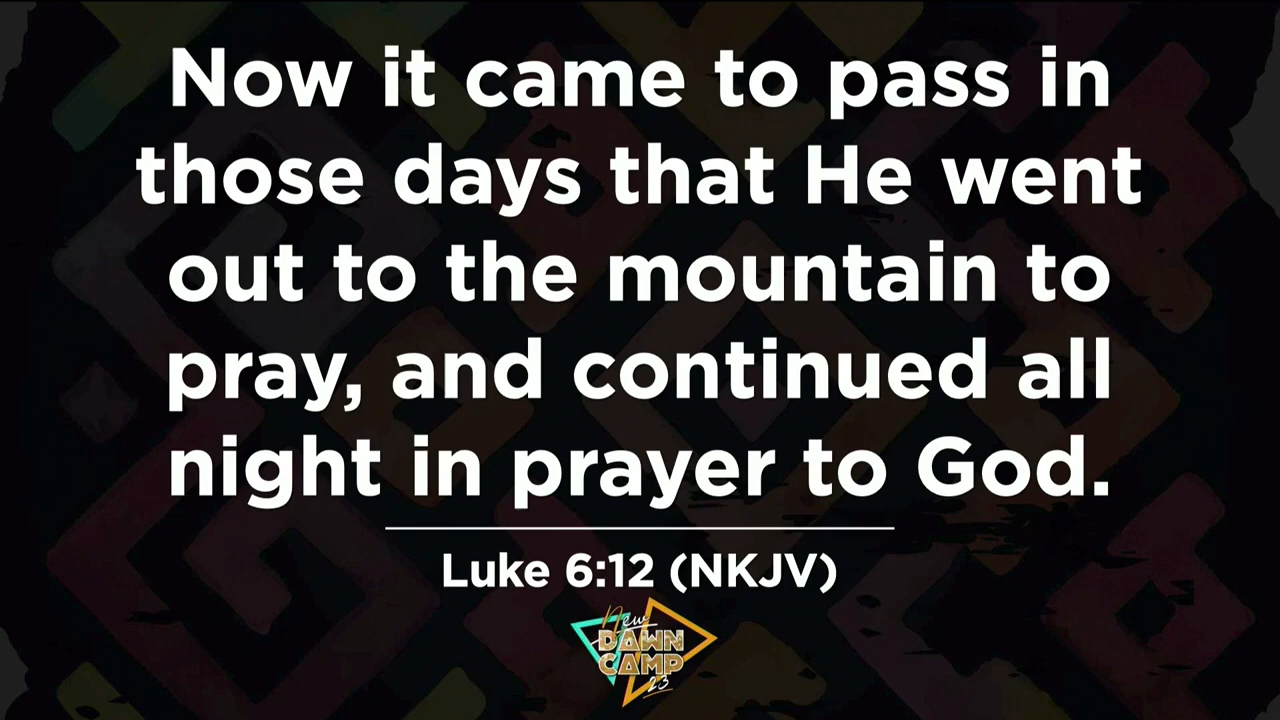 Now it came to pass in
those days that He went
out to the mountain to
pray, and continued all
night in prayer to God.
Luke 6:12 (NKJV)
New
DAWN
CAMP
23